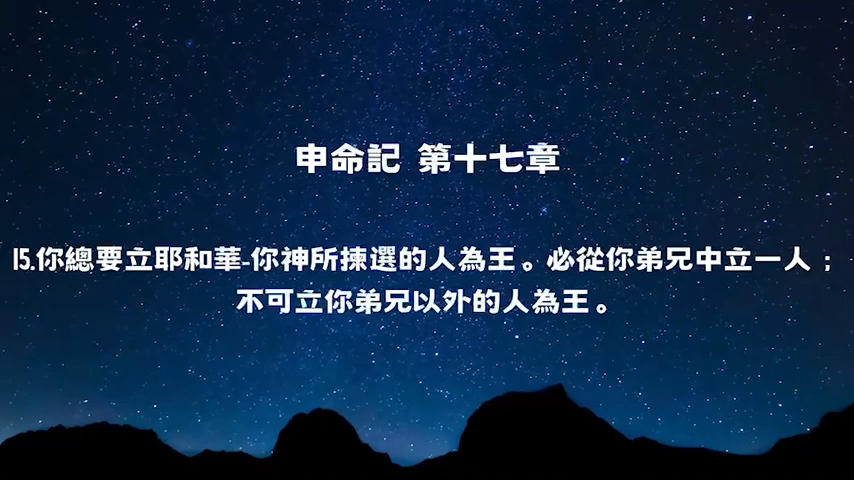 申命記 第十七章
15.你總要立耶和華-你神所揀選的人為王。必從你弟兄中立一人；
不可立你弟兄以外的人為王。